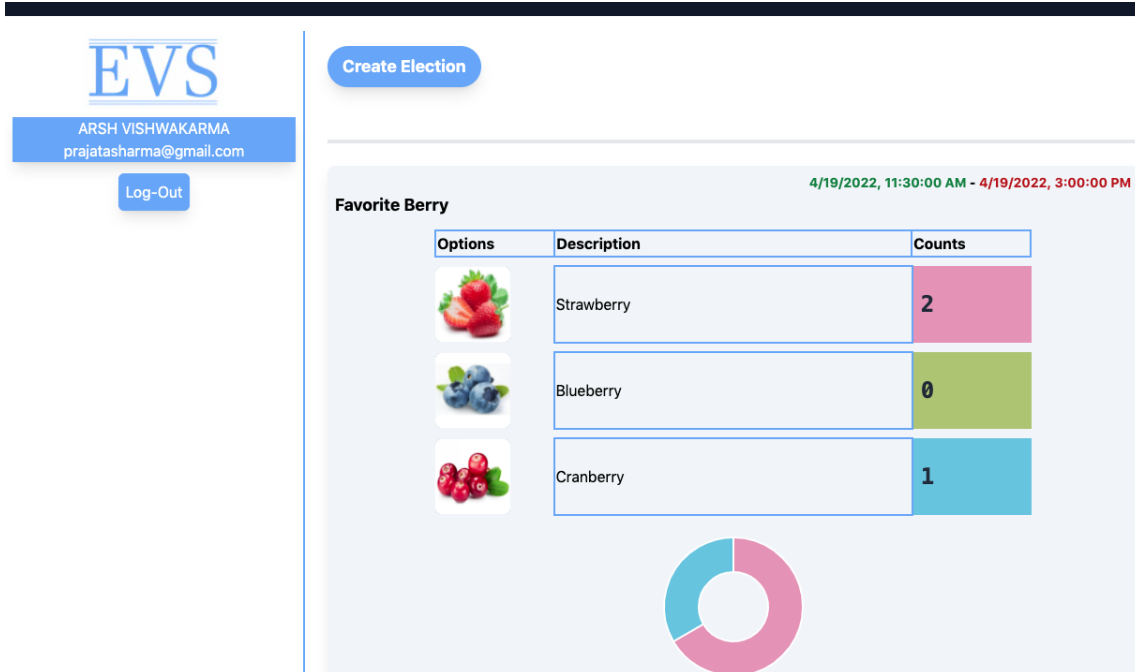 EVS
ARSH VISHWAKARMA
prajatasharma@gmail.com
Log-Out
Create Election
4/19/2022, 11:30:00 AM - 4/19/2022, 3:00:00 PM
Favorite Berry
Options Description Counts
Strawberry 2
Blueberry 0
Cranberry 1